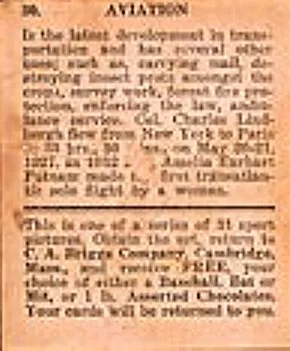 30. AVIATION
Is the latest development in trans-
portation and has several other
uses; such as, carrying mail, de-
stroying insect pests amongst the
crops, survey work, forest fire pro-
tection, enforcing the law, ambu-
lance service. Col. Charles Lind-
bergh flew from New York to Paris
33 hrs., on May 20-21,
1927, in 1932 Amelia Earhart
Putnam made first transatlan-
tic solo flight by a woman.
This is one of a series of 31 sport
pictures. Obtain the set, return to
C. A. Briggs Company, Cambridge,
Mass., and receive FREE, your
choice of either a Baseball, Bat or
Mit, or 1 lb. Assorted Chocolates.
Your cards will be returned to you.